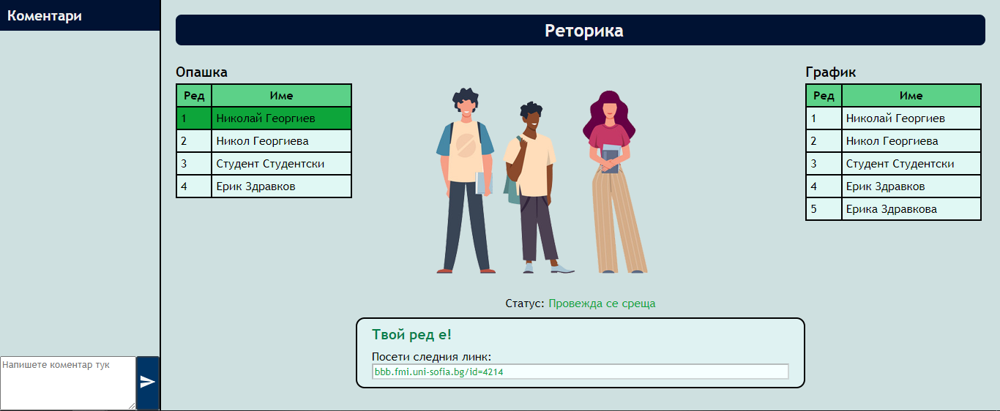 Коментари
Напишете коментар тук
Реторика
Опашка
Ред Име
1 Николай Георгиев
2 Никол Георгиева
3 Студент Студентски
4 Ерик Здравков
Статус: Провежда се среща
Твой ред е!
Посети следния линк:
bbb.fmi.uni-sofia.bg/id=4214
График
Ред Име
1 Николай Георгиев
2 Никол Георгиева
3 Студент Студентски
4 Ерик Здравков
5 Ерика Здравкова